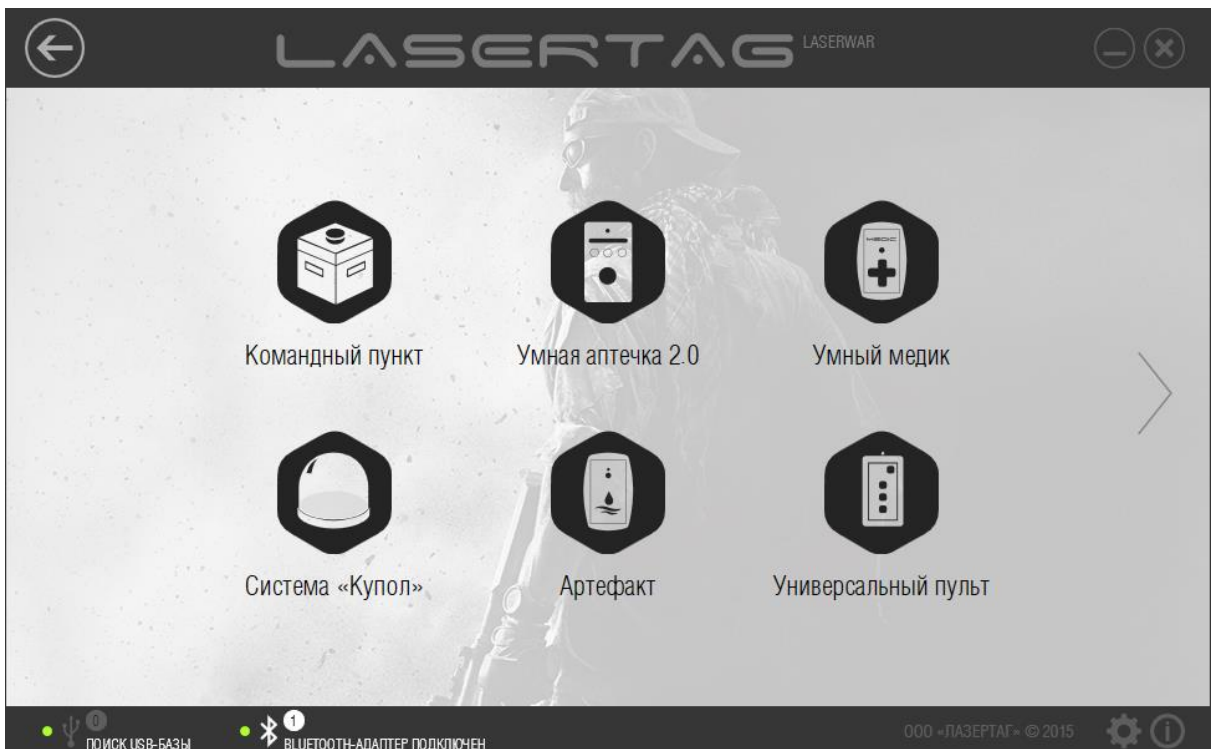 LASERTAG LASERWAR
MEDIC
Командный пункт
Умная аптечка 2.0
Умный медик
Система «Купол»
Артефакт
Универсальный пульт
0
ПОИСК USB-БАЗЫ
1
BLUETOOTH-АДАПТЕР ПОДКЛЮЧЕН
ООО «ЛАЗЕРТАГ» © 2015